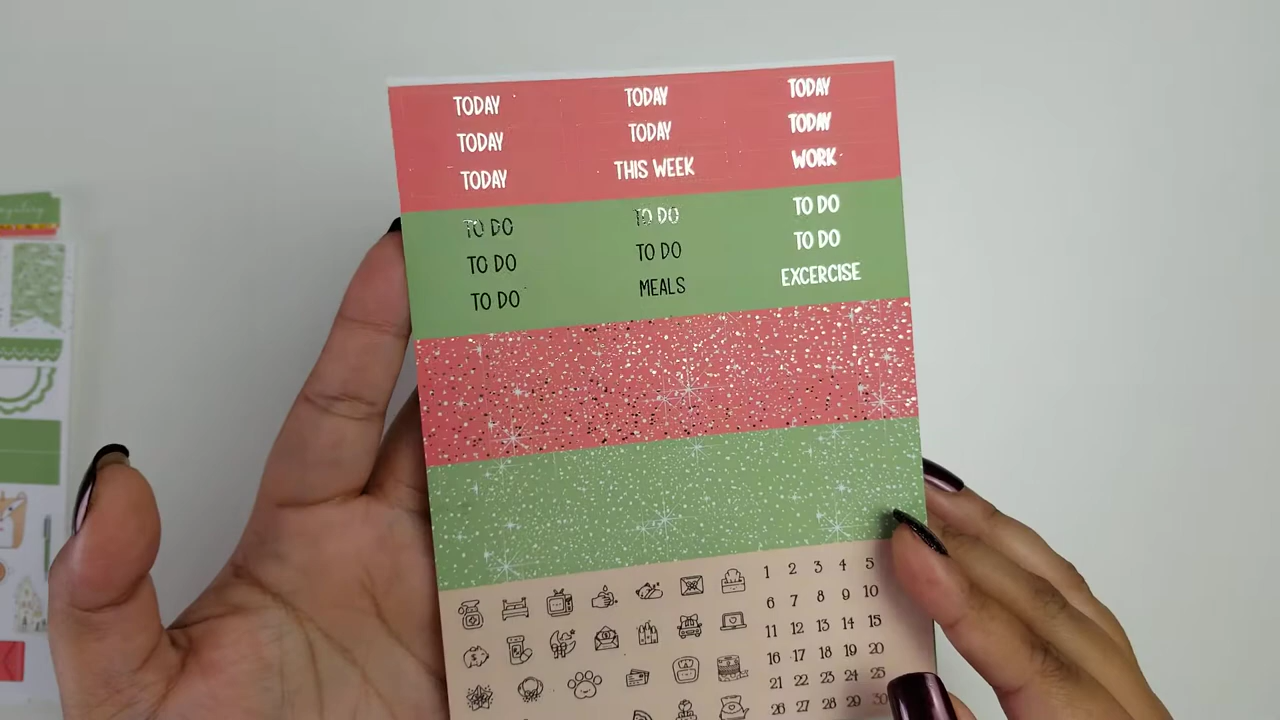 TODAY TODAY TODAY
TODAY TODAY TODAY
TODAY THIS WEEK WORK
TO DO TO DO TO DO
TO DO TO DO TO DO
TO DO MEALS EXCERCISE
1 2 3 4 5
6 7 8 9 10
11 12 13 14 15
16 17 18 19 20
21 22 23 24 25
26 27 28 29 30